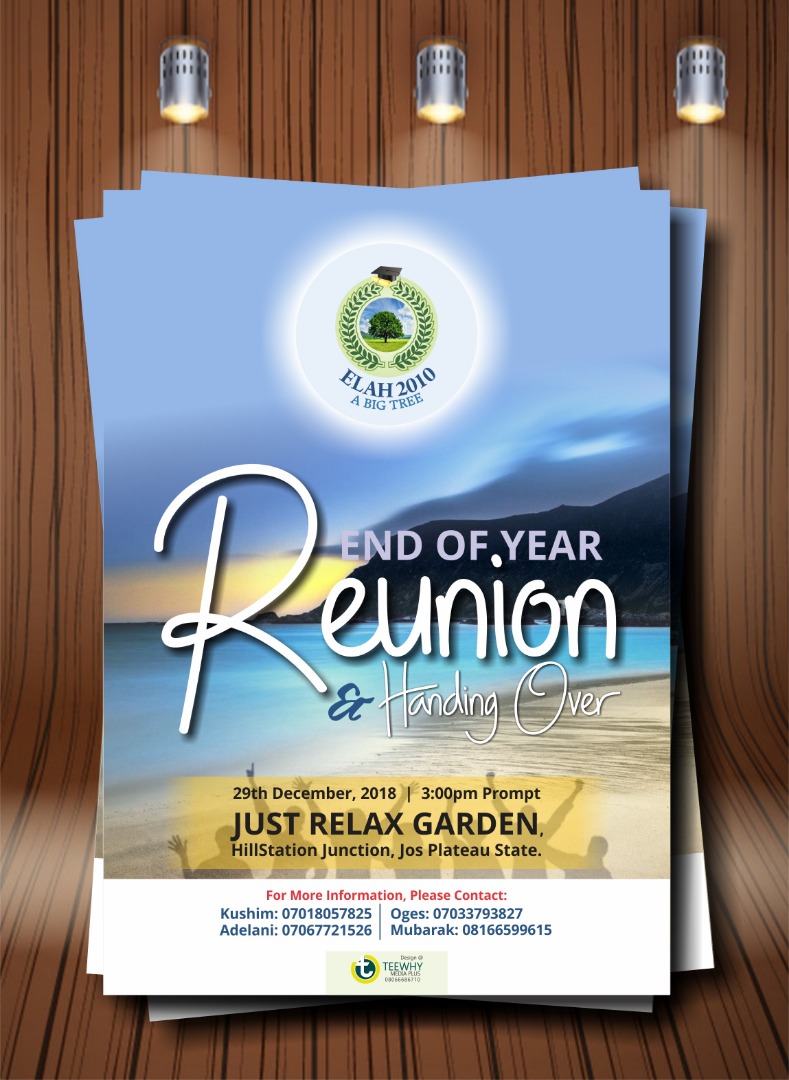 ELAH 2010
A BIG TREE
END OF YEAR
Reunion
& Handing Over
29th December, 2018 | 3:00pm Prompt
JUST RELAX GARDEN,
HillStation Junction, Jos Plateau State.
For More Information, Please Contact:
Kushim: 07018057825 | Oges: 07033793827
Adelani: 07067721526 | Mubarak: 08166599615
Design @
TEEWHY
MEDIA PLUS
08066686710